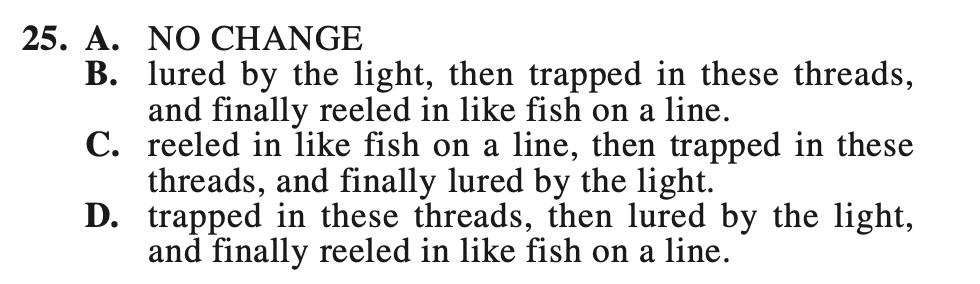 25. A. NO CHANGE
B. lured by the light, then trapped in these threads,
and finally reeled in like fish on a line.
C. reeled in like fish on a line, then trapped in these
threads, and finally lured by the light.
D. trapped in these threads, then lured by the light,
and finally reeled in like fish on a line.